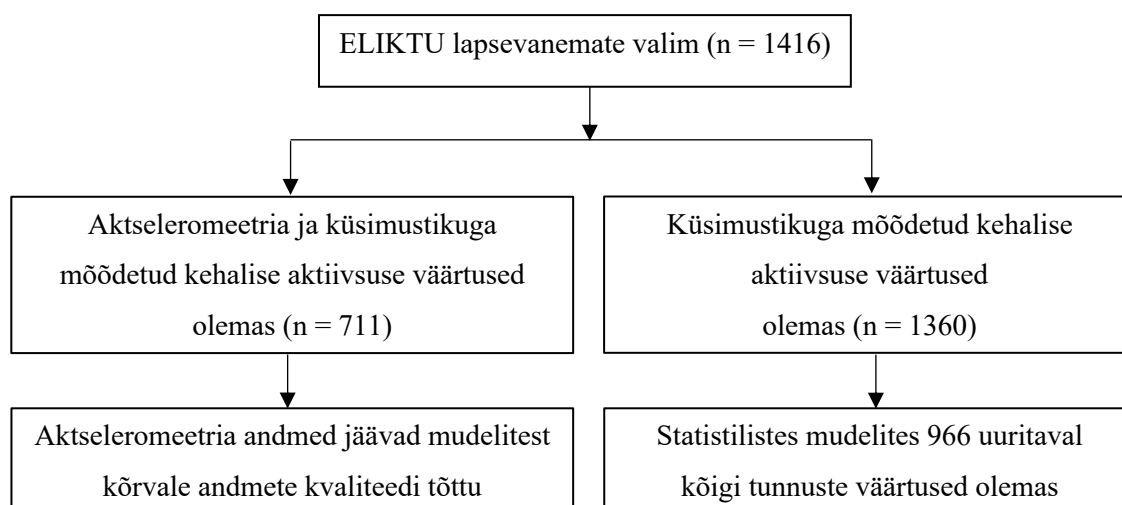 ELIKTU lapsevanemate valim (n = 1416)
Aktseleromeetria ja küsimustikuga
mõõdetud kehalise aktiivsuse väärtused
olemas (n = 711)
Küsimustikuga mõõdetud kehalise
aktiivsuse väärtused
olemas (n = 1360)
Aktseleromeetria andmed jäävad mudelitest
kõrvale andmete kvaliteedi tõttu
Statistilistes mudelites 966 uuritaval
kõigi tunnuste väärtused olemas